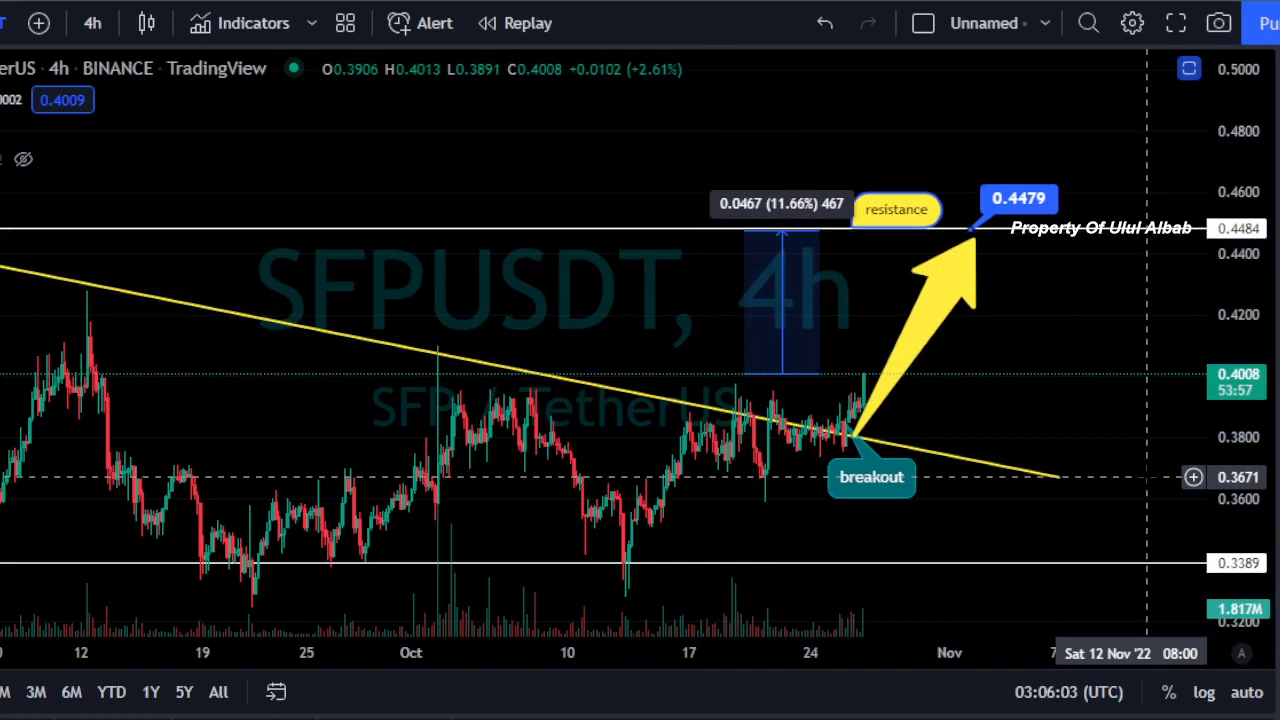 T 4h Indicators Alert Replay Unnamed Pu
erUS · 4h · BINANCE · TradingView O0.3906 H0.4013 L0.3891 C0.4008 +0.0102 (+2.61%)
0002 0.4009
0.5000
0.4800
0.4600
0.0467 (11.66%) 467
resistance
0.4479
Property Of Ulul Albab
0.4484
0.4400
SFPUSDT, 4h
0.4200
0.4008
53:57
SFP / TetherUS
0.3800
breakout
0.3671
0.3600
0.3389
1.817M
0.3200
12 19 25 Oct 10 17 24 Nov 7 Sat 12 Nov '22 08:00 A
M 3M 6M YTD 1Y 5Y All 03:06:03 (UTC) % log auto